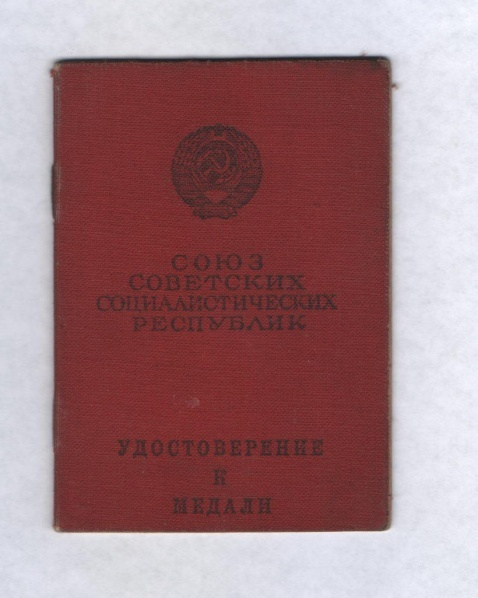 СОЮЗ
СОВЕТСКИХ
СОЦИАЛИСТИЧЕСКИХ
РЕСПУБЛИК
УДОСТОВЕРЕНИЕ
К
МЕДАЛИ